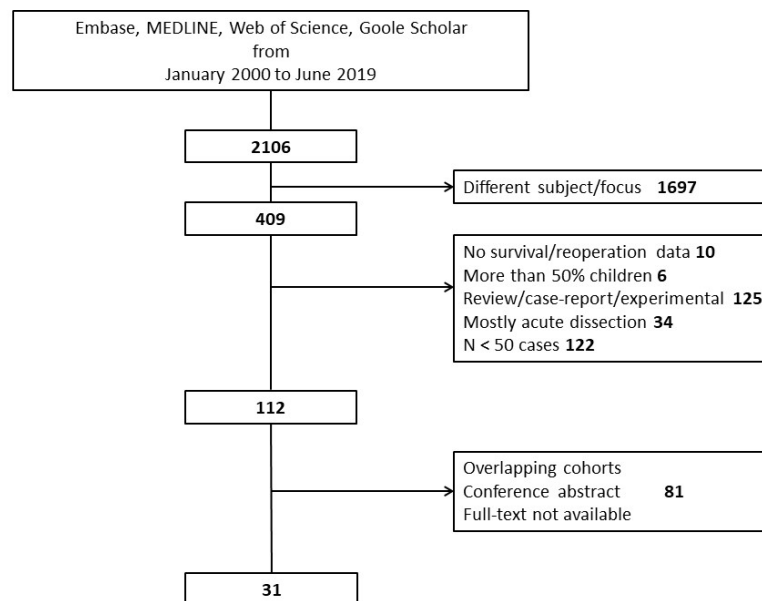 Embase, MEDLINE, Web of Science, Goole Scholar
from
January 2000 to June 2019
2106
Different subject/focus 1697
409
No survival/reoperation data 10
More than 50% children 6
Review/case-report/experimental 125
Mostly acute dissection 34
N < 50 cases 122
112
Overlapping cohorts
Conference abstract 81
Full-text not available
31